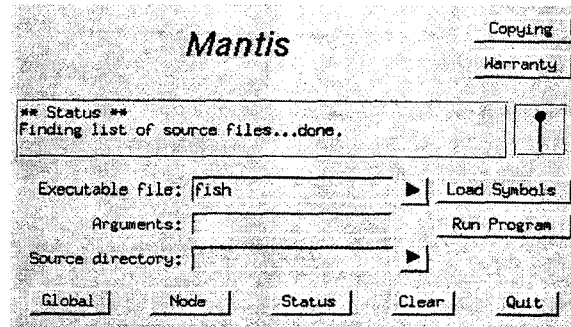 Mantis
Copying
Warranty
** Status **
Finding list of source files...done.
Executable file: fish
Load Symbols
Arguments:
Run Program
Source directory:
Global Node Status Clear Quit